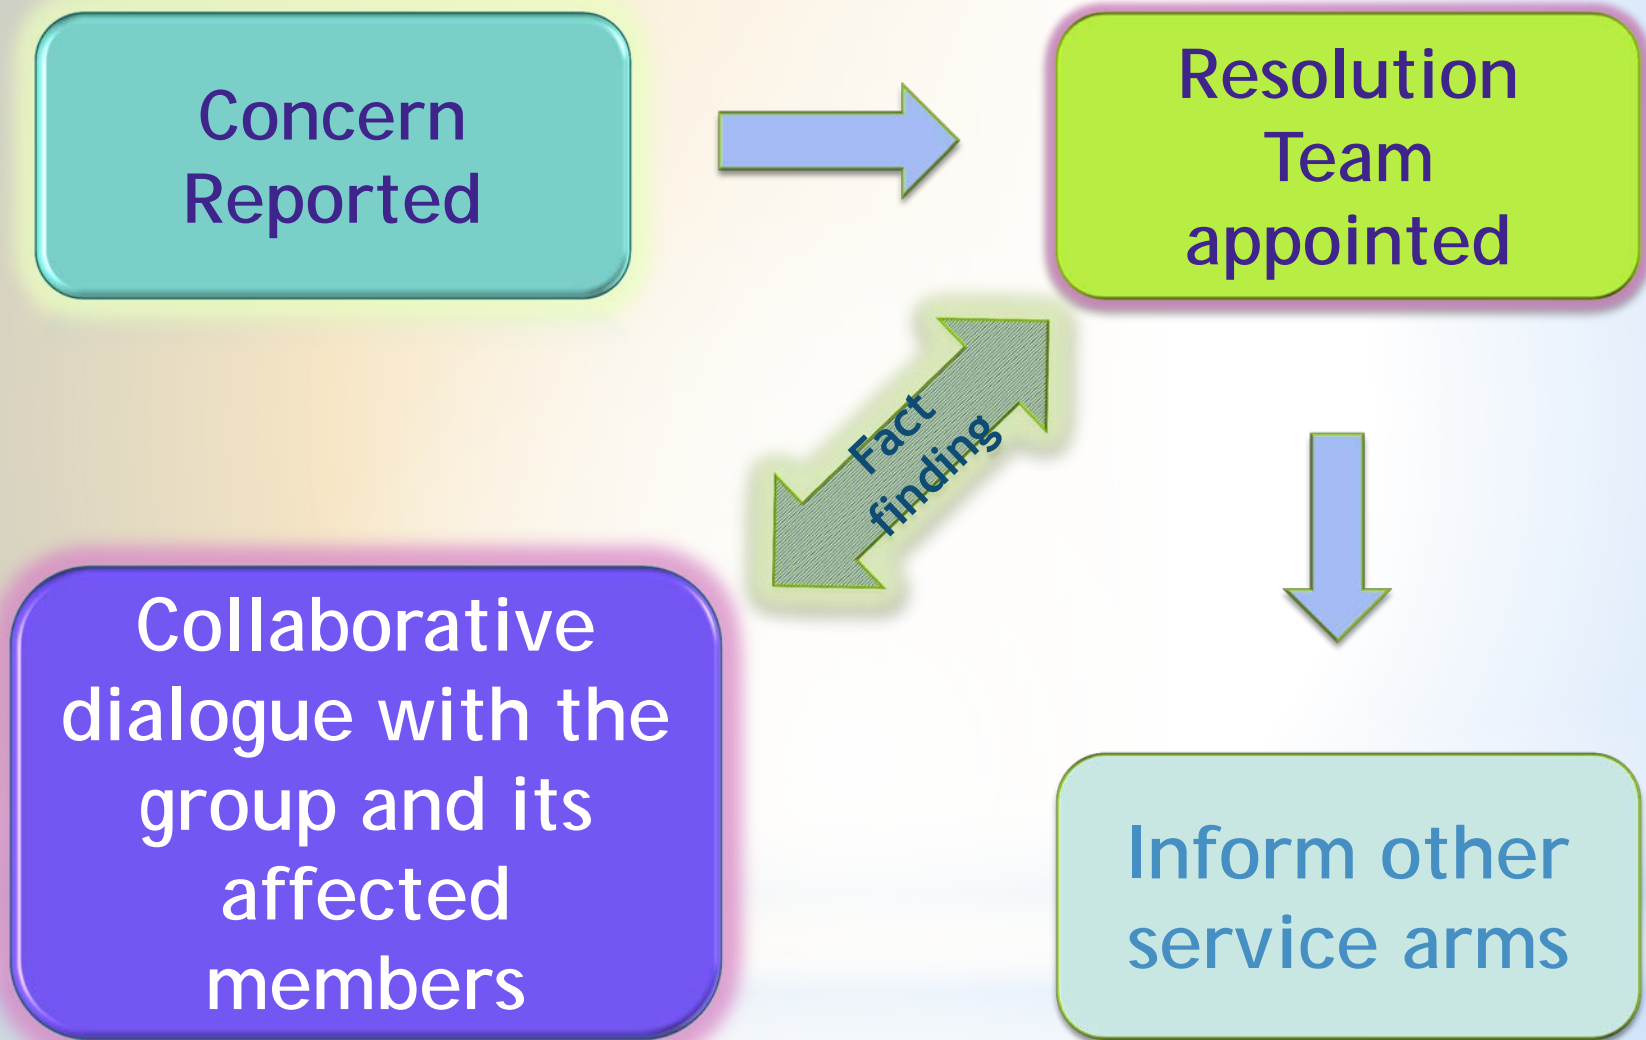 Concern
Reported
Resolution
Team
appointed
Fact
finding
Collaborative
dialogue with the
group and its
affected
members
Inform other
service arms